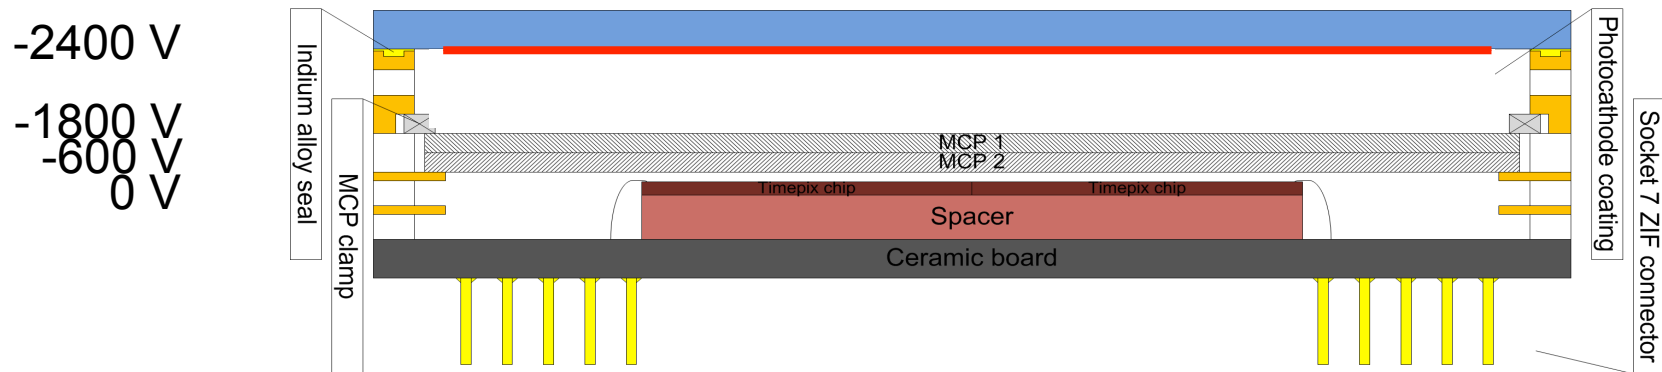 -2400 V
-1800 V
-600 V
0 V
Indium alloy seal
MCP clamp
MCP 1
MCP 2
Timepix chip
Timepix chip
Spacer
Ceramic board
Photocathode coating
Socket 7 ZIF connector